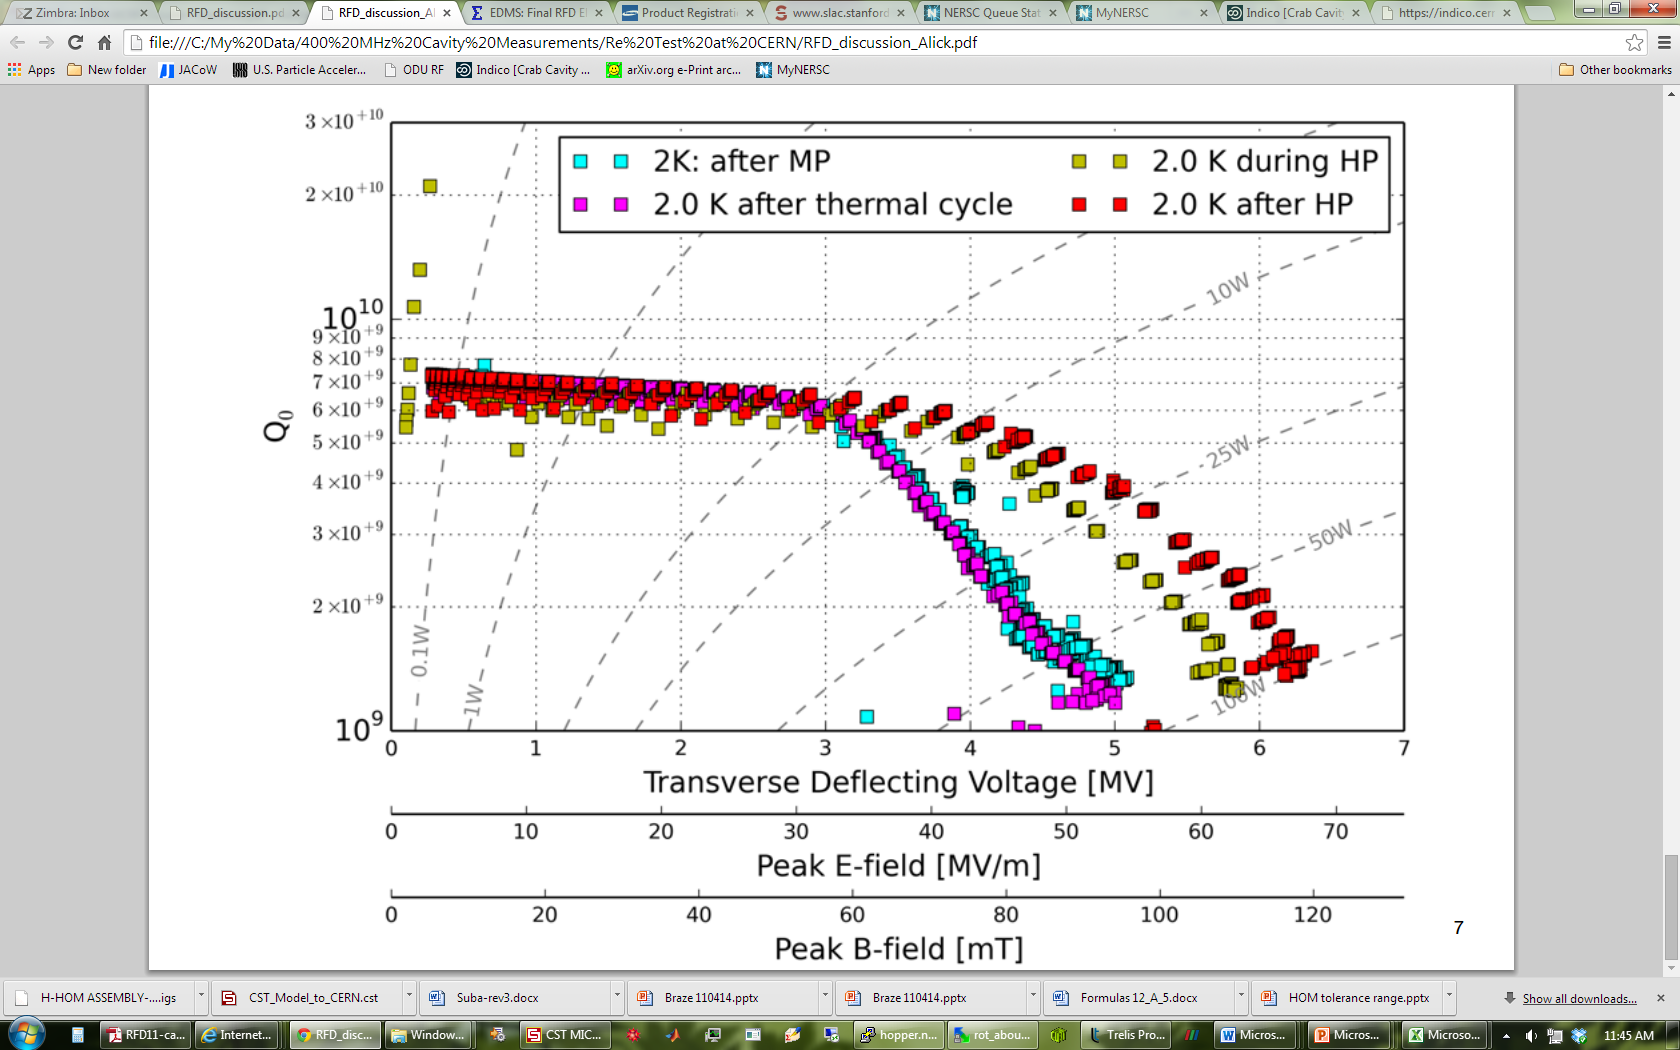 Zimbra: Inbox
RFD_discussion.pd
RFD_discussion_Al
EDMS: Final RFD E
Product Registrati
www.slac.stanford
NERSC Queue Stat
MyNERSC
Indico [Crab Cavit
https://indico.cer
file:///C:/My%20Data/400%20MHz%20Cavity%20Measurements/Re%20Test%20at%20CERN/RFD_discussion_Alick.pdf
Apps
New folder
JACoW
U.S. Particle Acceler...
ODU RF
Indico [Crab Cavity ...
arXiv.org e-Print arc...
MyNERSC
Other bookmarks
3 ×10⁺¹⁰
2 ×10⁺¹⁰
10¹⁰
9 ×10⁺⁹
8 ×10⁺⁹
7 ×10⁺⁹
6 ×10⁺⁹
5 ×10⁺⁹
4 ×10⁺⁹
3 ×10⁺⁹
2 ×10⁺⁹
10⁹
Q₀
2K: after MP
2.0 K after thermal cycle
2.0 K during HP
2.0 K after HP
0.1W
1W
10W
25W
50W
100W
0 1 2 3 4 5 6 7
Transverse Deflecting Voltage [MV]
0 10 20 30 40 50 60 70
Peak E-field [MV/m]
0 20 40 60 80 100 120
Peak B-field [mT]
7
H-HOM ASSEMBLY-....igs
CST_Model_to_CERN.cst
Suba-rev3.docx
Braze 110414.pptx
Braze 110414.pptx
Formulas 12_A_5.docx
HOM tolerance range.pptx
Show all downloads...
RFD11-ca...
Internet...
RFD_disc...
Window...
CST MIC...
hopper.n...
rot_abou...
Trelis Pro...
Micros...
Micros...
Microso...
11:45 AM